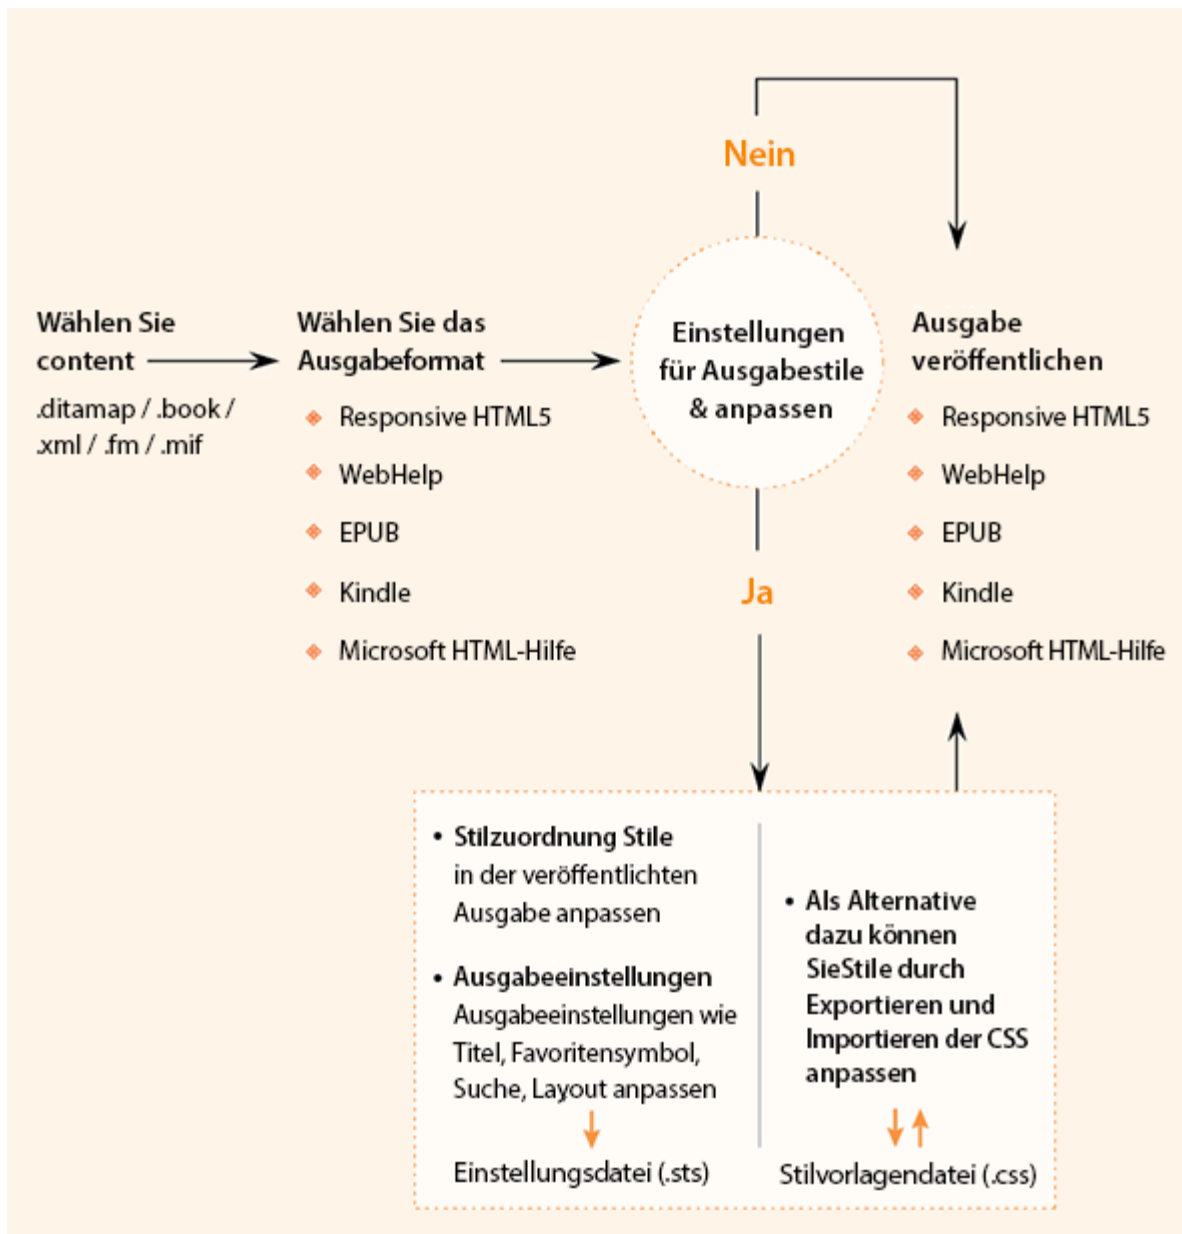 Nein
Wählen Sie
content
.ditamap / .book /
.xml / .fm / .mif
Wählen Sie das
Ausgabeformat
Responsive HTML5
WebHelp
EPUB
Kindle
Microsoft HTML-Hilfe
Einstellungen
für Ausgabestile
& anpassen
Ja
Ausgabe
veröffentlichen
Responsive HTML5
WebHelp
EPUB
Kindle
Microsoft HTML-Hilfe
• Stilzuordnung Stile
in der veröffentlichten
Ausgabe anpassen
• Ausgabeeinstellungen
Ausgabeeinstellungen wie
Titel, Favoritensymbol,
Suche, Layout anpassen
Einstellungsdatei (.sts)
• Als Alternative
dazu können
SieStile durch
Exportieren und
Importieren der CSS
anpassen
Stilvorlagendatei (.css)